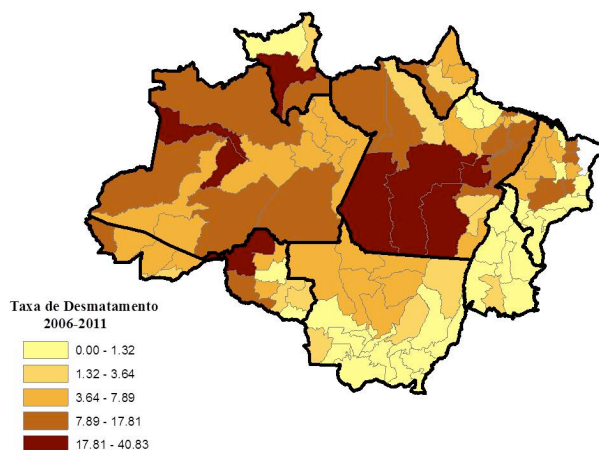 Taxa de Desmatamento
2006-2011
0.00 - 1.32
1.32 - 3.64
3.64 - 7.89
7.89 - 17.81
17.81 - 40.83